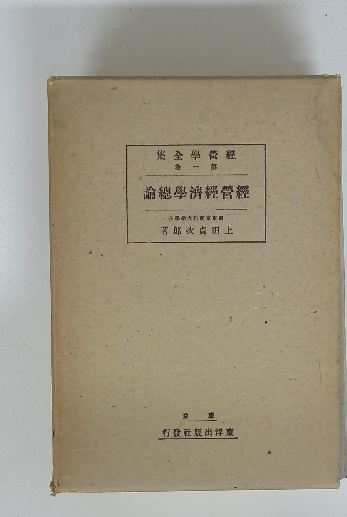 經營學全集
第一卷
經營經濟學總論
上田貞次郎著
東京
東洋出版社發行